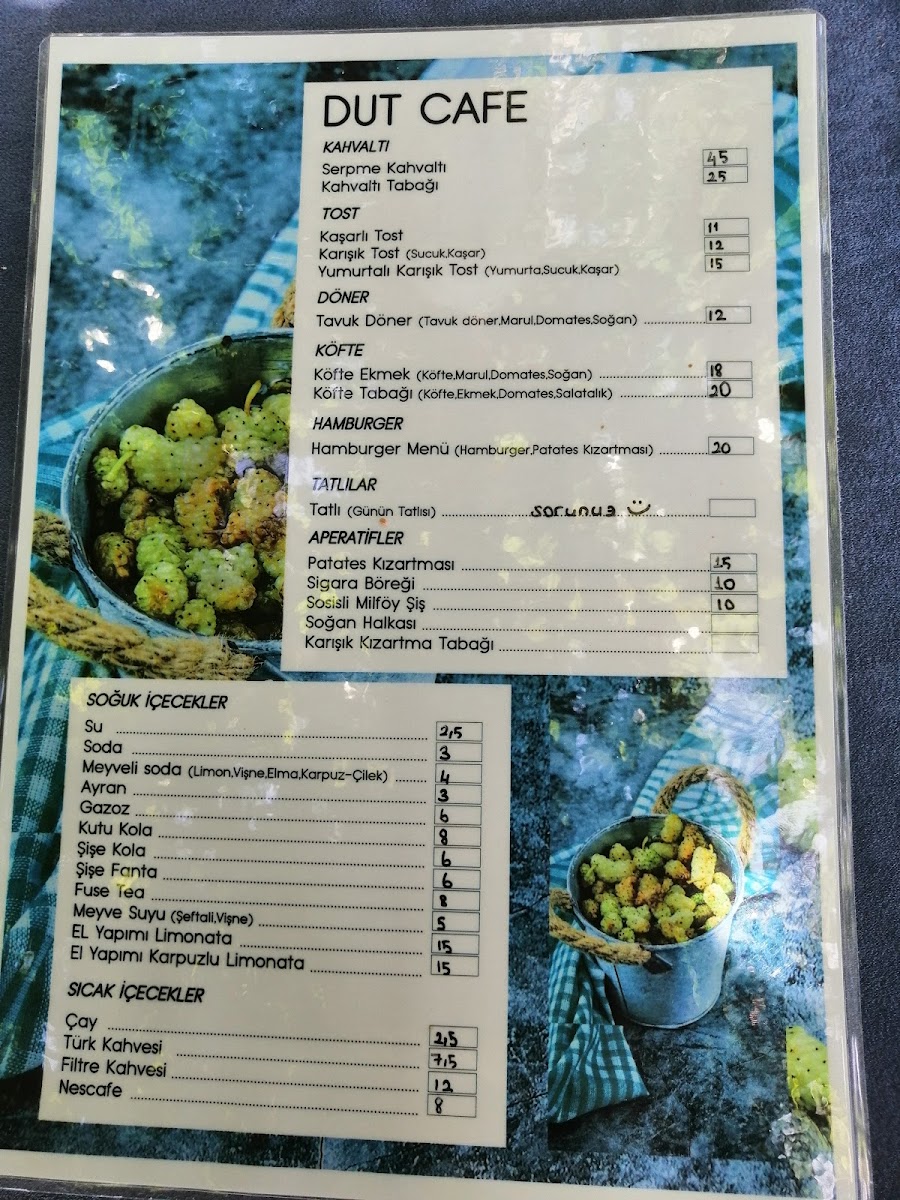 DUT CAFE
KAHVALTI
Serpme Kahvaltı 45
Kahvaltı Tabağı 25
TOST
Kaşarlı Tost 11
Karışık Tost (Sucuk,Kaşar) 12
Yumurtalı Karışık Tost (Yumurta,Sucuk,Kaşar) 15
DÖNER
Tavuk Döner (Tavuk döner,Marul,Domates,Soğan) 12
KÖFTE
Köfte Ekmek (Köfte,Marul,Domates,Soğan) 18
Köfte Tabağı (Köfte,Ekmek,Domates,Salatalık) 20
HAMBURGER
Hamburger Menü (Hamburger,Patates Kızartması) 20
TATLILAR
Tatlı (Günün Tatlısı) sorunuz
APERATİFLER
Patates Kızartması 15
Sigara Böreği 10
Sosisli Milföy Şiş 10
Soğan Halkası
Karışık Kızartma Tabağı
SOĞUK İÇECEKLER
Su 2,5
Soda 3
Meyveli soda (Limon,Vişne,Elma,Karpuz-Çilek) 4
Ayran 3
Gazoz 6
Kutu Kola 8
Şişe Kola 6
Şişe Fanta 6
Fuse Tea 8
Meyve Suyu (Şeftali,Vişne) 5
EL Yapımı Limonata 15
El Yapımı Karpuzlu Limonata 15
SICAK İÇECEKLER
Çay 2,5
Türk Kahvesi 7,5
Filtre Kahvesi 12
Nescafe 8